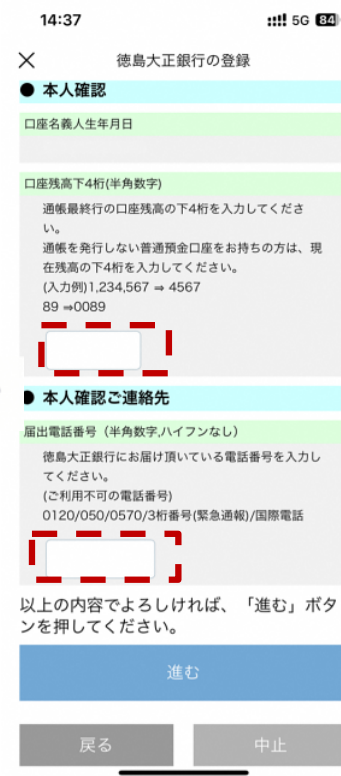 14:37 5G 84
徳島大正銀行の登録
● 本人確認
口座名義人生年月日
口座残高下4桁(半角数字)
通帳最終行の口座残高の下4桁を入力してくださ
い。
通帳を発行しない普通預金口座をお持ちの方は、現
在残高の下4桁を入力してください。
(入力例)1,234,567 ⇒ 4567
89 ⇒0089
● 本人確認ご連絡先
届出電話番号（半角数字,ハイフンなし）
徳島大正銀行にお届け頂いている電話番号を入力し
てください。
(ご利用不可の電話番号)
0120/050/0570/3桁番号(緊急通報)/国際電話
以上の内容でよろしければ、「進む」ボタ
ンを押してください。
進む
戻る 中止